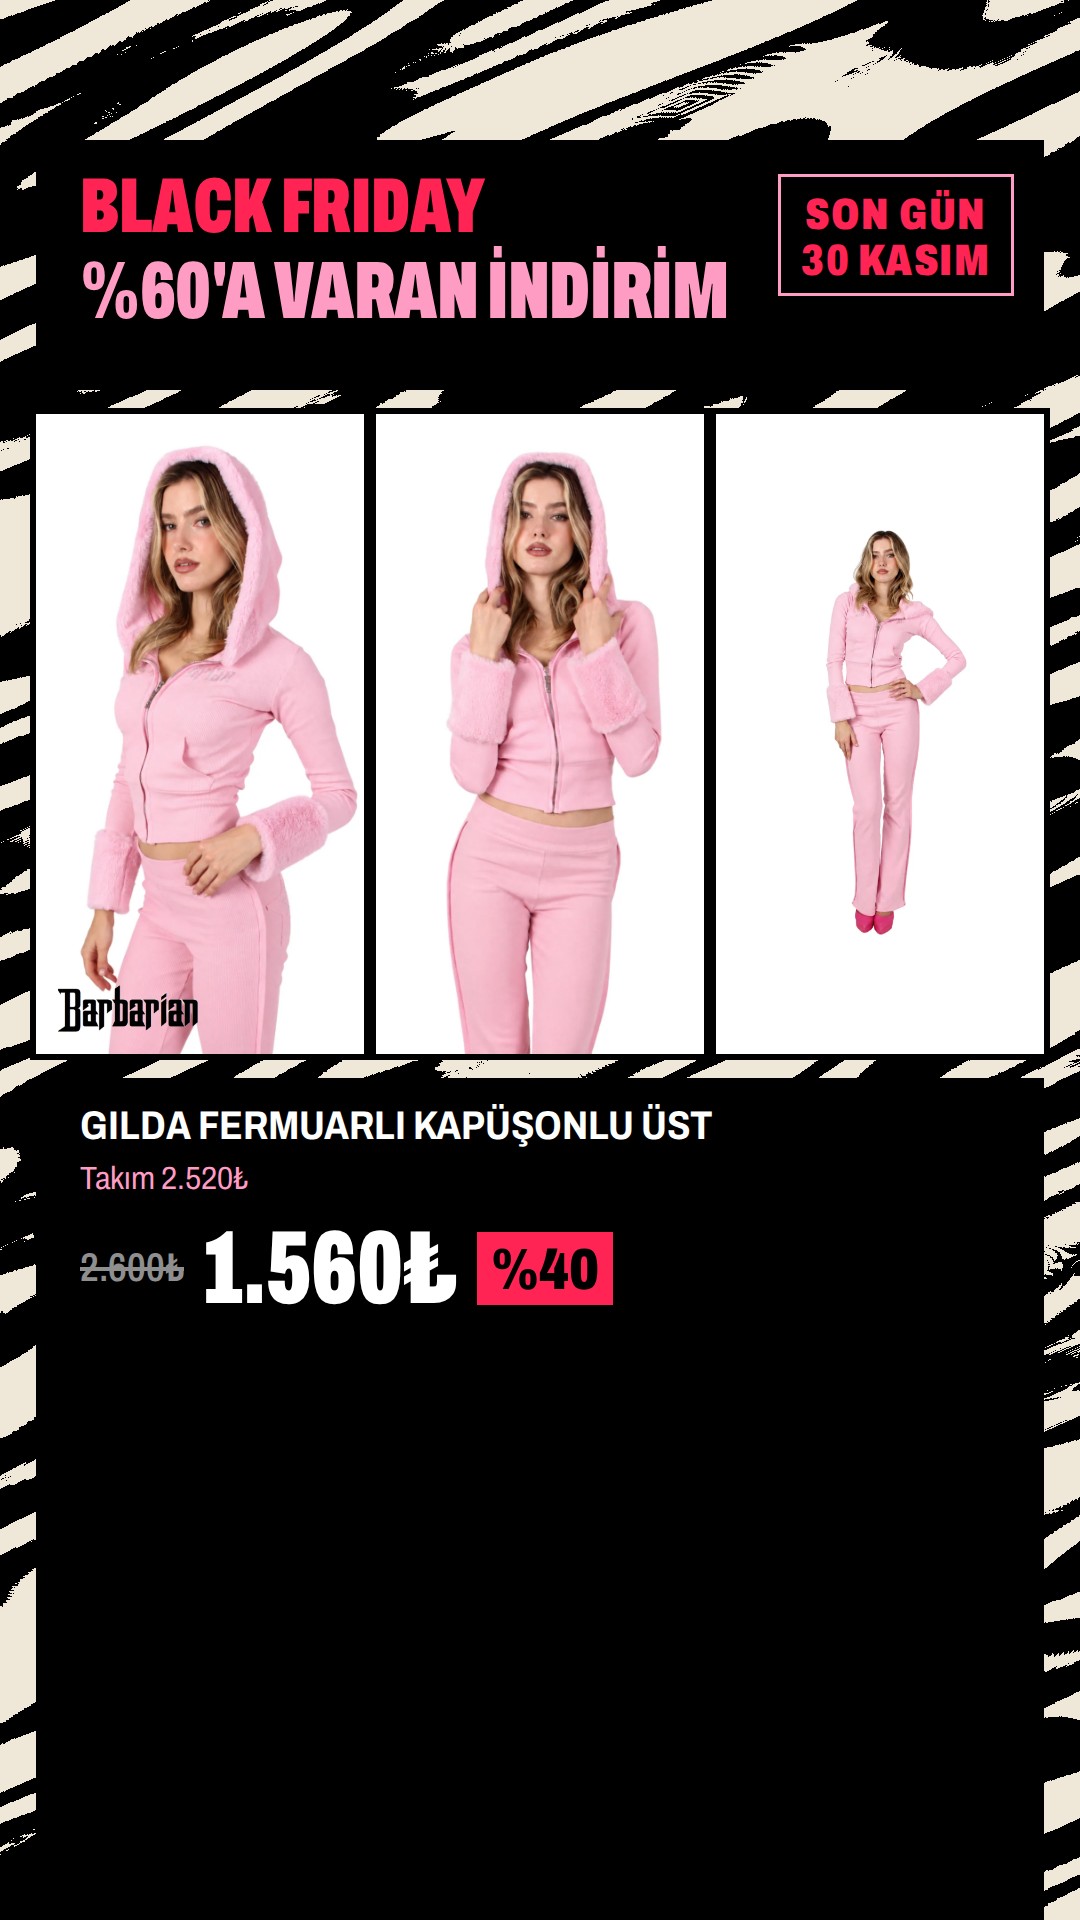 BLACK FRIDAY
%60'A VARAN İNDİRİM
SON GÜN
30 KASIM
Barbarian
GILDA FERMUARLI KAPÜŞONLU ÜST
Takım 2.520₺
2.600₺ 1.560₺ %40